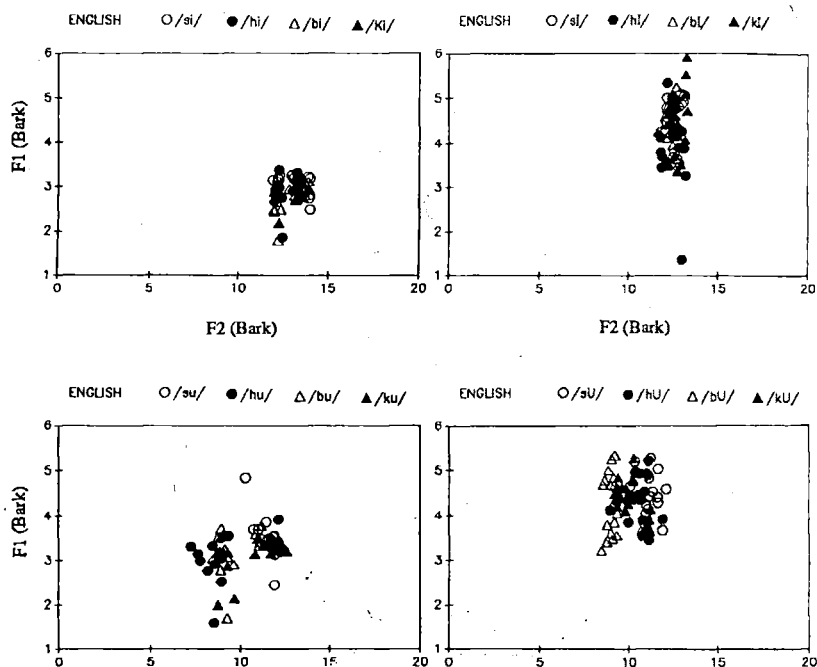 ENGLISH ○/si/ ●/hi/ △/bi/ ▲/Ki/
6
5
4
3
2
1
0 5 10 15 20
F1 (Bark)
F2 (Bark)
ENGLISH ○/sI/ ●/hI/ △/bI/ ▲/kI/
6
5
4
3
2
1
0 5 10 15 20
F2 (Bark)
ENGLISH ○/su/ ●/hu/ △/bu/ ▲/ku/
6
5
4
3
2
1
0 5 10 15 20
F1 (Bark)
ENGLISH ○/sU/ ●/hU/ △/bU/ ▲/kU/
6
5
4
3
2
1
0 5 10 15 20